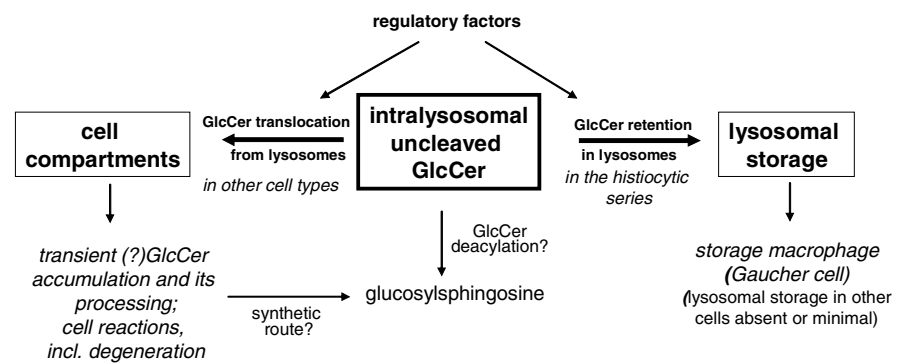 regulatory factors
cell
compartments
GlcCer translocation
from lysosomes
in other cell types
intralysosomal
uncleaved
GlcCer
GlcCer retention
in lysosomes
in the histiocytic
series
lysosomal
storage
transient (?)GlcCer
accumulation and its
processing;
cell reactions,
incl. degeneration
synthetic
route?
GlcCer
deacylation?
glucosylsphingosine
storage macrophage
(Gaucher cell)
(lysosomal storage in other
cells absent or minimal)